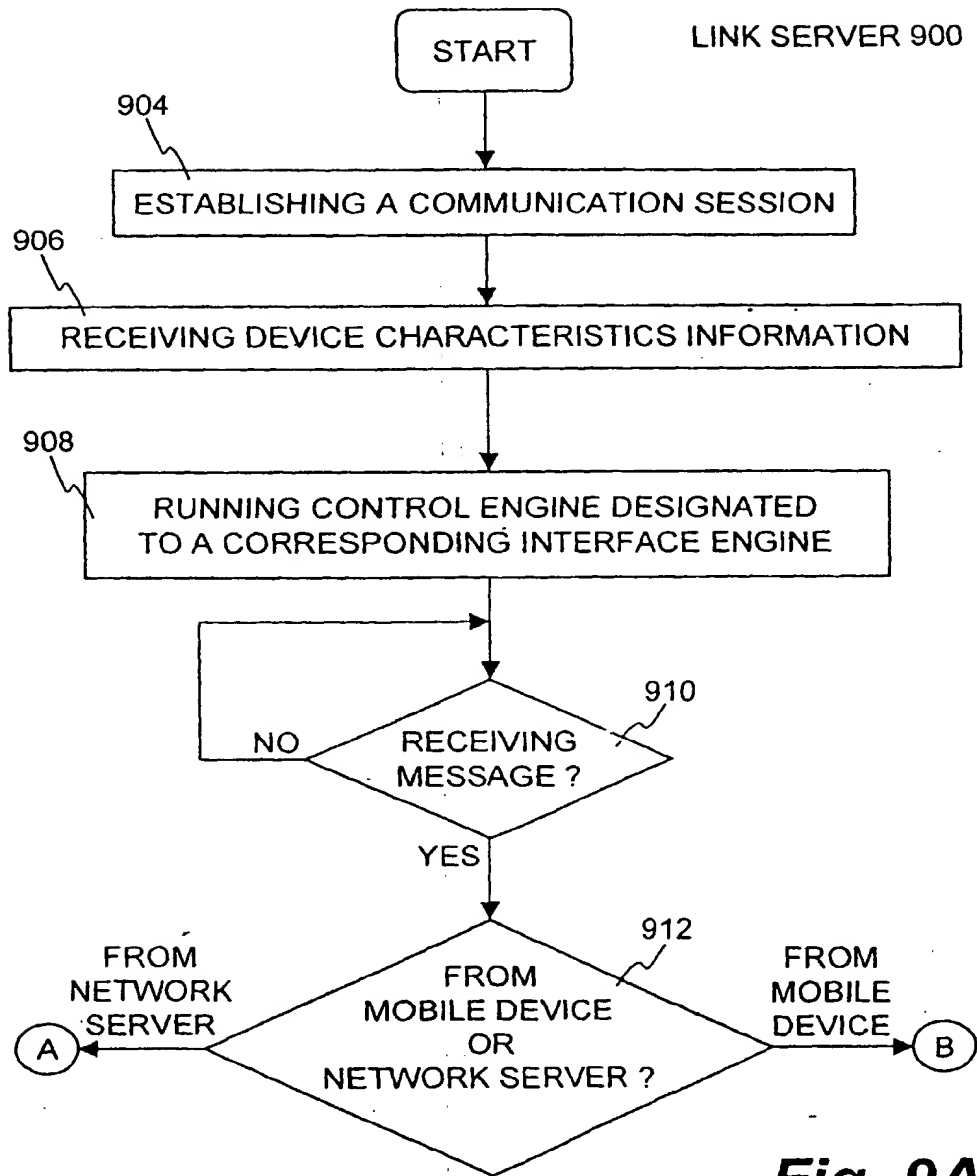 START
LINK SERVER 900
904
ESTABLISHING A COMMUNICATION SESSION
906
RECEIVING DEVICE CHARACTERISTICS INFORMATION
908
RUNNING CONTROL ENGINE DESIGNATED
TO A CORRESPONDING INTERFACE ENGINE
910
NO
RECEIVING
MESSAGE ?
YES
912
FROM
NETWORK
SERVER
FROM
MOBILE DEVICE
OR
NETWORK SERVER ?
FROM
MOBILE
DEVICE
A
B
Fig. 9A